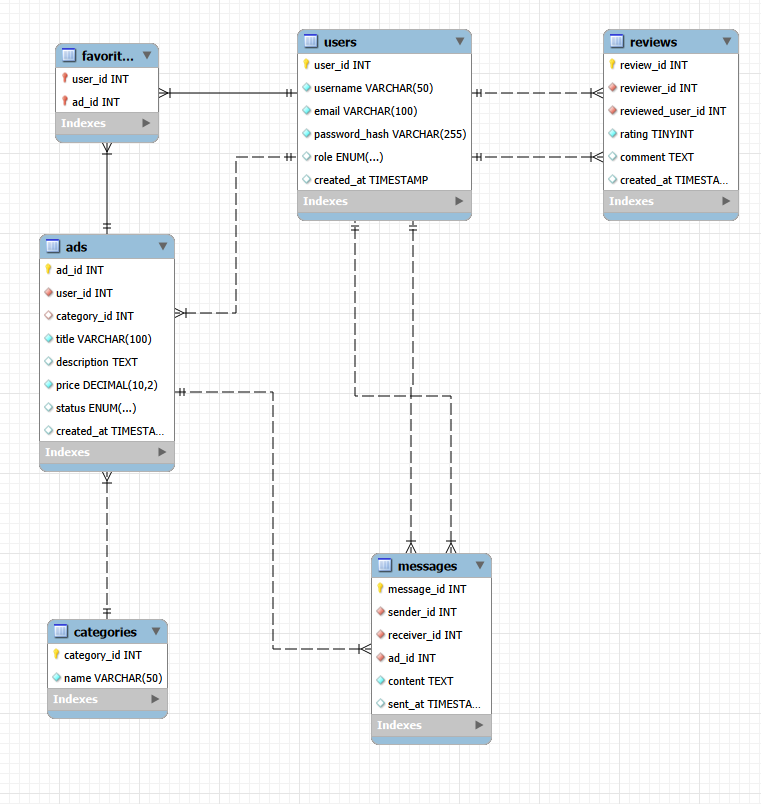 favorit...
user_id INT
ad_id INT
Indexes
users
user_id INT
username VARCHAR(50)
email VARCHAR(100)
password_hash VARCHAR(255)
role ENUM(...)
created_at TIMESTAMP
Indexes
reviews
review_id INT
reviewer_id INT
reviewed_user_id INT
rating TINYINT
comment TEXT
created_at TIMESTA...
Indexes
ads
ad_id INT
user_id INT
category_id INT
title VARCHAR(100)
description TEXT
price DECIMAL(10,2)
status ENUM(...)
created_at TIMESTA...
Indexes
categories
category_id INT
name VARCHAR(50)
Indexes
messages
message_id INT
sender_id INT
receiver_id INT
ad_id INT
content TEXT
sent_at TIMESTA...
Indexes